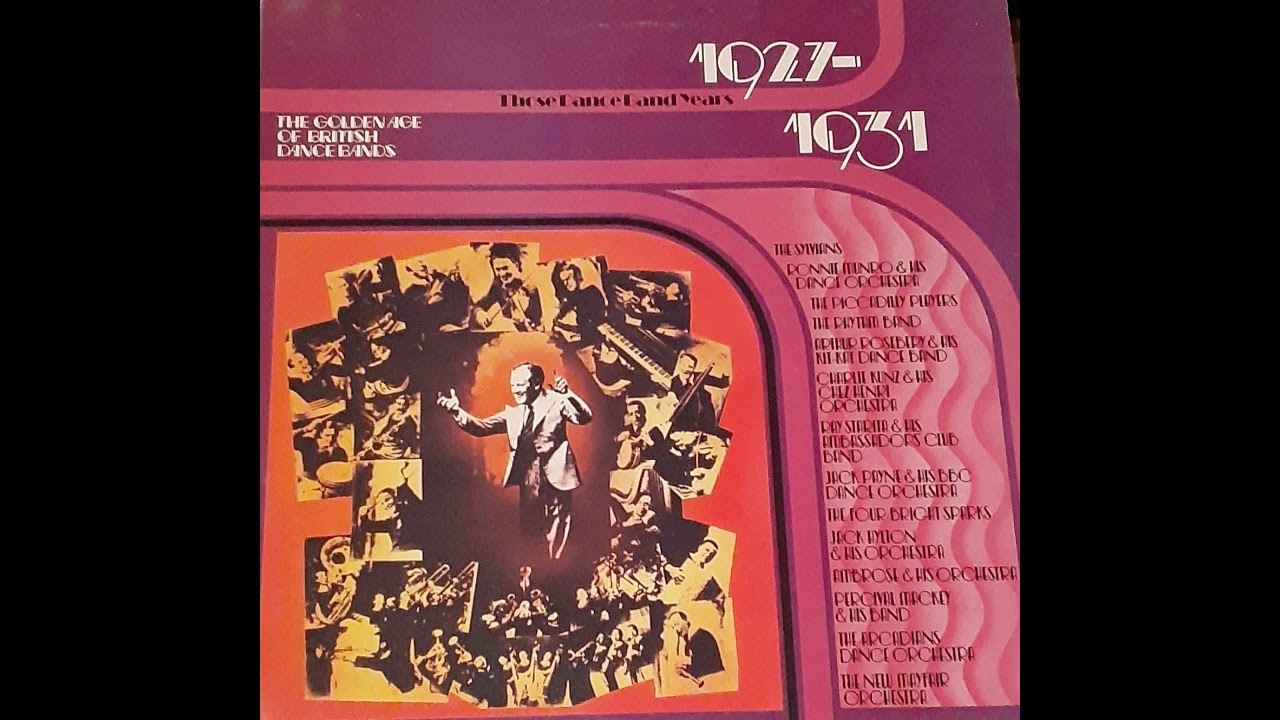 1927-
Those Dance Band Years
1931
THE GOLDEN AGE
OF BRITISH
DANCE BANDS
THE SYLVIANS
RONNIE MUNRO & HIS
DANCE ORCHESTRA
THE PICCADILLY PLAYERS
THE RHYTHM BAND
ARTHUR ROSEBERY & HIS
KIT-KAT DANCE BAND
CHARLIE KUNZ & HIS
CHEZ HENRI
ORCHESTRA
RAY STARITA & HIS
AMBASSADORS CLUB
BAND
JACK PAYNE & HIS BBC
DANCE ORCHESTRA
THE FOUR BRIGHT SPARKS
JACK HYLTON
& HIS ORCHESTRA
AMBROSE & HIS ORCHESTRA
PERCIVAL MACKEY
& HIS BAND
THE ARCADIANS
DANCE ORCHESTRA
THE NEW MAYFAIR
ORCHESTRA